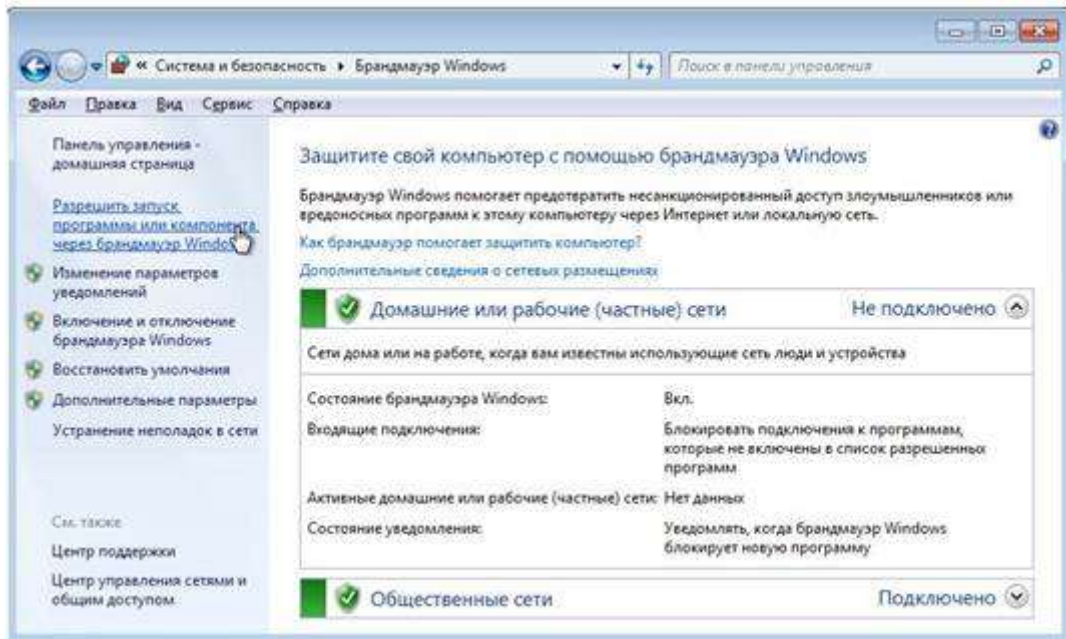 « Система и безопасность ▸ Брандмауэр Windows
Поиск в панели управления
Файл Правка Вид Сервис Справка
Панель управления -
домашняя страница
Разрешить запуск
программы или компонента
через брандмауэр Windo
Изменение параметров
уведомлений
Включение и отключение
брандмауэра Windows
Восстановить умолчания
Дополнительные параметры
Устранение неполадок в сети
См. также
Центр поддержки
Центр управления сетями и
общим доступом
Защитите свой компьютер с помощью брандмауэра Windows
Брандмауэр Windows помогает предотвратить несанкционированный доступ злоумышленников или
вредоносных программ к этому компьютеру через Интернет или локальную сеть.
Как брандмауэр помогает защитить компьютер?
Дополнительные сведения о сетевых размещениях
Домашние или рабочие (частные) сети Не подключено
Сети дома или на работе, когда вам известны использующие сеть люди и устройства
Состояние брандмауэра Windows: Вкл.
Входящие подключения: Блокировать подключения к программам,
которые не включены в список разрешенных
программ
Активные домашние или рабочие (частные) сети: Нет данных
Состояние уведомления: Уведомлять, когда брандмауэр Windows
блокирует новую программу
Общественные сети Подключено